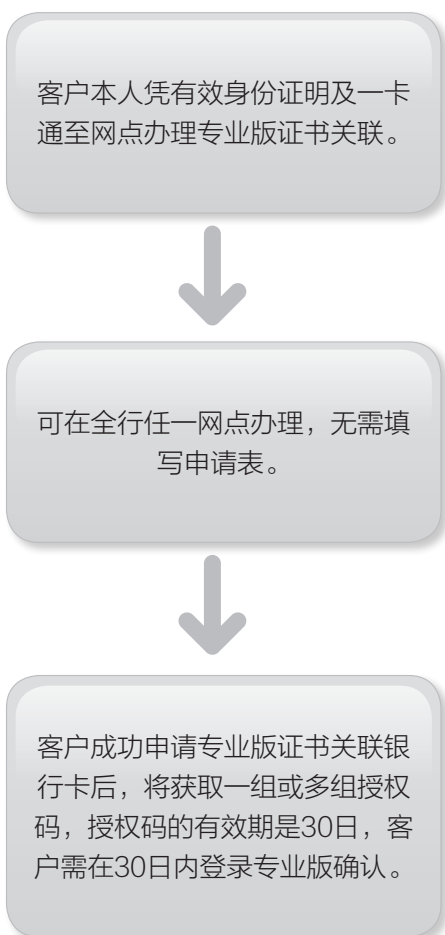 客户本人凭有效身份证明及一卡
通至网点办理专业版证书关联。
可在全行任一网点办理，无需填
写申请表。
客户成功申请专业版证书关联银
行卡后，将获取一组或多组授权
码，授权码的有效期是30日，客
户需在30日内登录专业版确认。